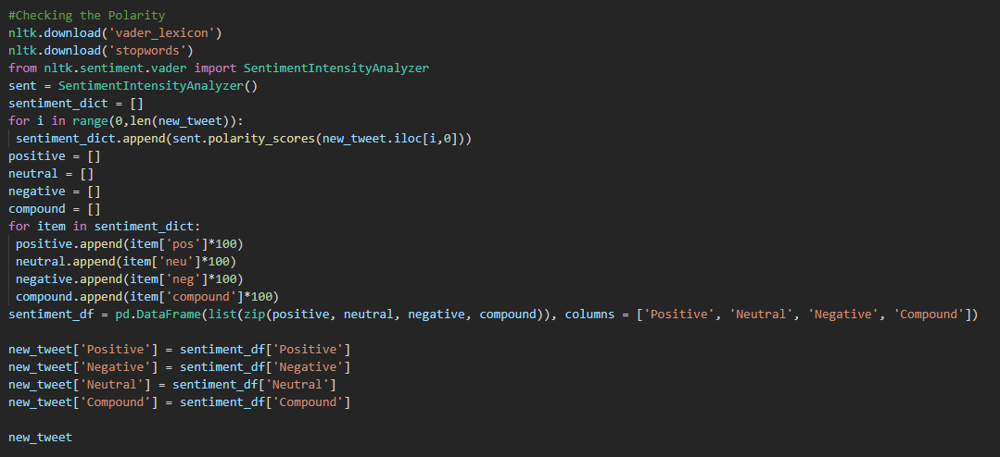 #Checking the Polarity
nltk.download('vader_lexicon')
nltk.download('stopwords')
from nltk.sentiment.vader import SentimentIntensityAnalyzer
sent = SentimentIntensityAnalyzer()
sentiment_dict = []
for i in range(0,len(new_tweet)):
 sentiment_dict.append(sent.polarity_scores(new_tweet.iloc[i,0]))
positive = []
neutral = []
negative = []
compound = []
for item in sentiment_dict:
 positive.append(item['pos']*100)
 neutral.append(item['neu']*100)
 negative.append(item['neg']*100)
 compound.append(item['compound']*100)
sentiment_df = pd.DataFrame(list(zip(positive, neutral, negative, compound)), columns = ['Positive', 'Neutral', 'Negative', 'Compound'])

new_tweet['Positive'] = sentiment_df['Positive']
new_tweet['Negative'] = sentiment_df['Negative']
new_tweet['Neutral'] = sentiment_df['Neutral']
new_tweet['Compound'] = sentiment_df['Compound']

new_tweet